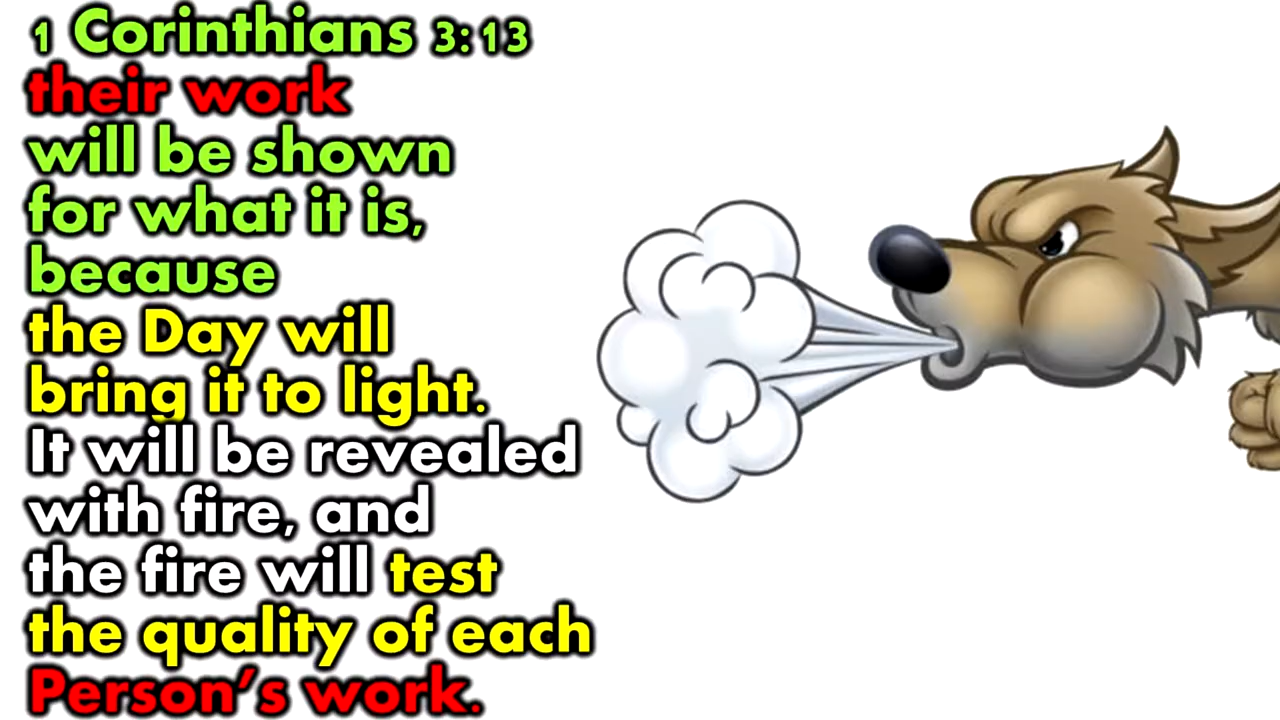 1 Corinthians 3:13
their work
will be shown
for what it is,
because
the Day will
bring it to light.
It will be revealed
with fire, and
the fire will test
the quality of each
Person’s work.